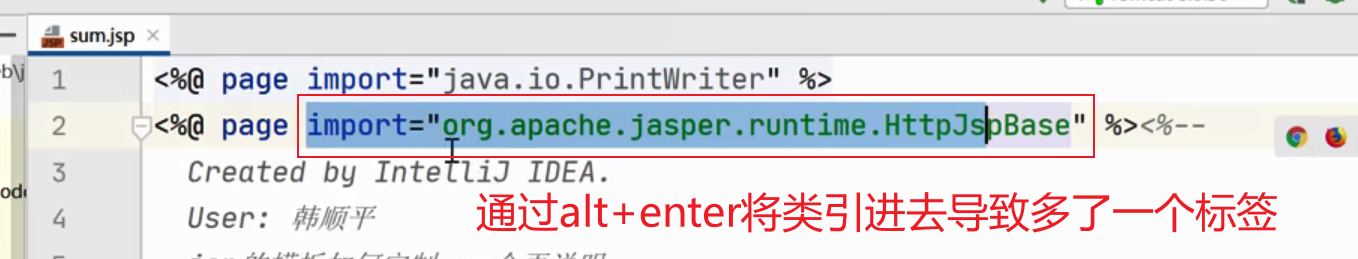 sum.jsp
1 <%@ page import="java.io.PrintWriter" %>
2 <%@ page import="org.apache.jasper.runtime.HttpJspBase" %><%--
3 Created by IntelliJ IDEA.
4 User: 韩顺平
通过alt+enter将类引进去导致多了一个标签